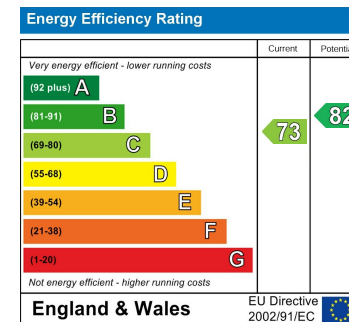 Energy Efficiency Rating
Current
Very energy efficient - lower running costs
(92 plus) A
(81-91) B
82
(69-80) C
73
(55-68) D
(39-54) E
(21-38) F
(1-20) G
Not energy efficient - higher running costs
England & Wales
EU Directive
2002/91/EC